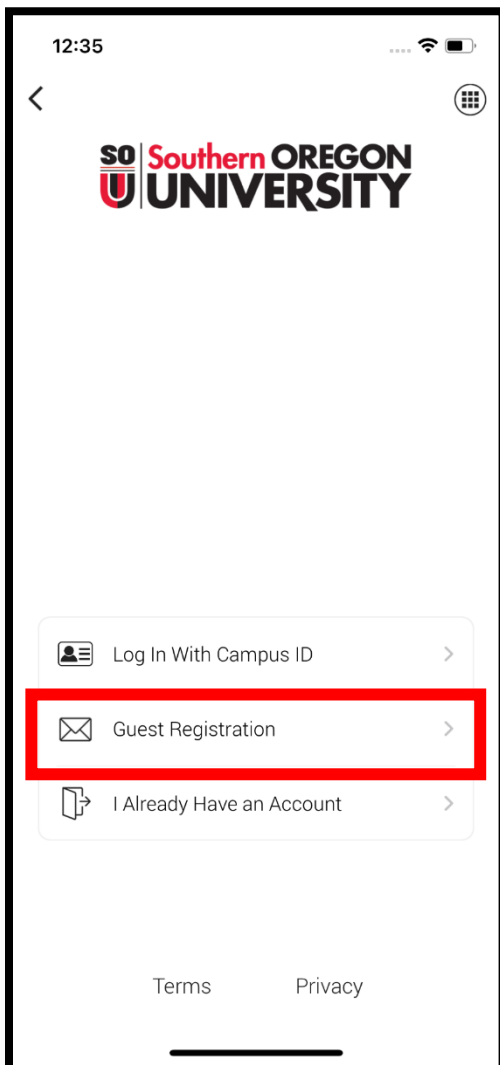 12:35
SO Southern OREGON
U UNIVERSITY
Log In With Campus ID
Guest Registration
I Already Have an Account
Terms Privacy